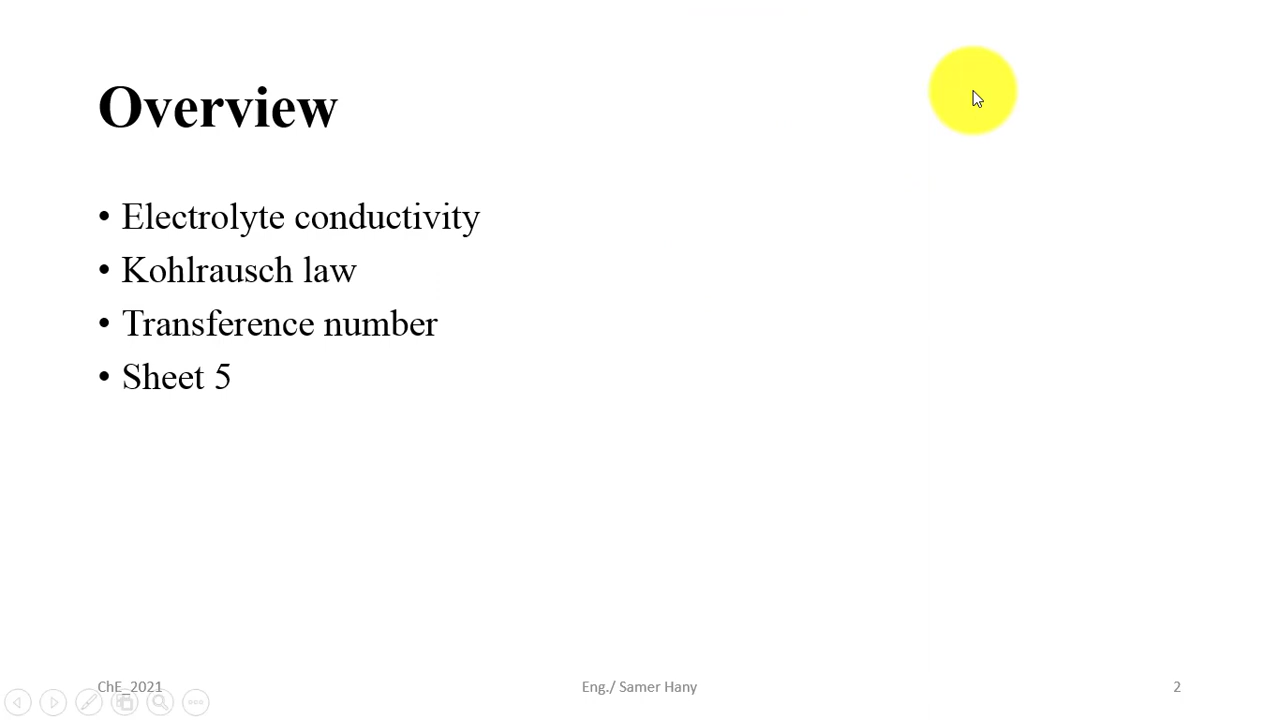 Overview
• Electrolyte conductivity
• Kohlrausch law
• Transference number
• Sheet 5
ChE_2021
Eng./ Samer Hany
2